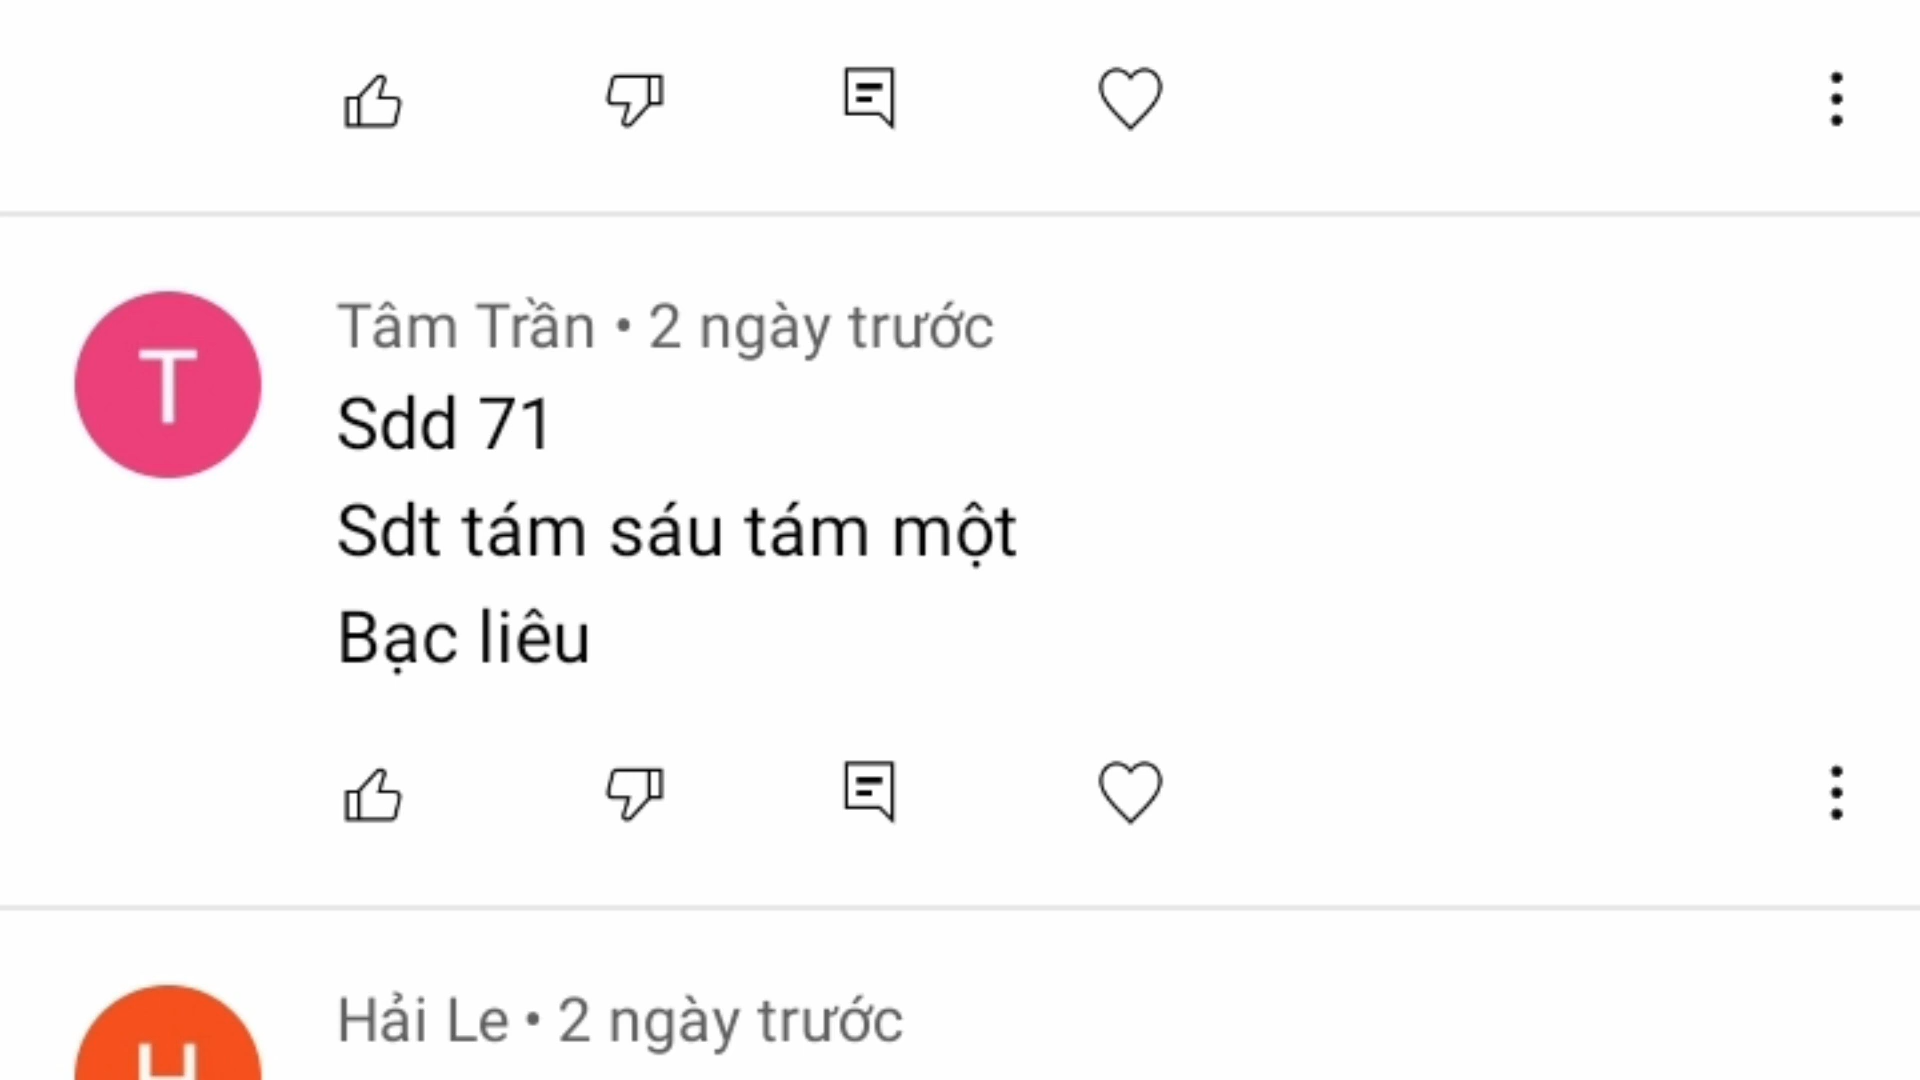 Tâm Trần • 2 ngày trước
T
Sdd 71
Sdt tám sáu tám một
Bạc liêu
Hải Le • 2 ngày trước
H